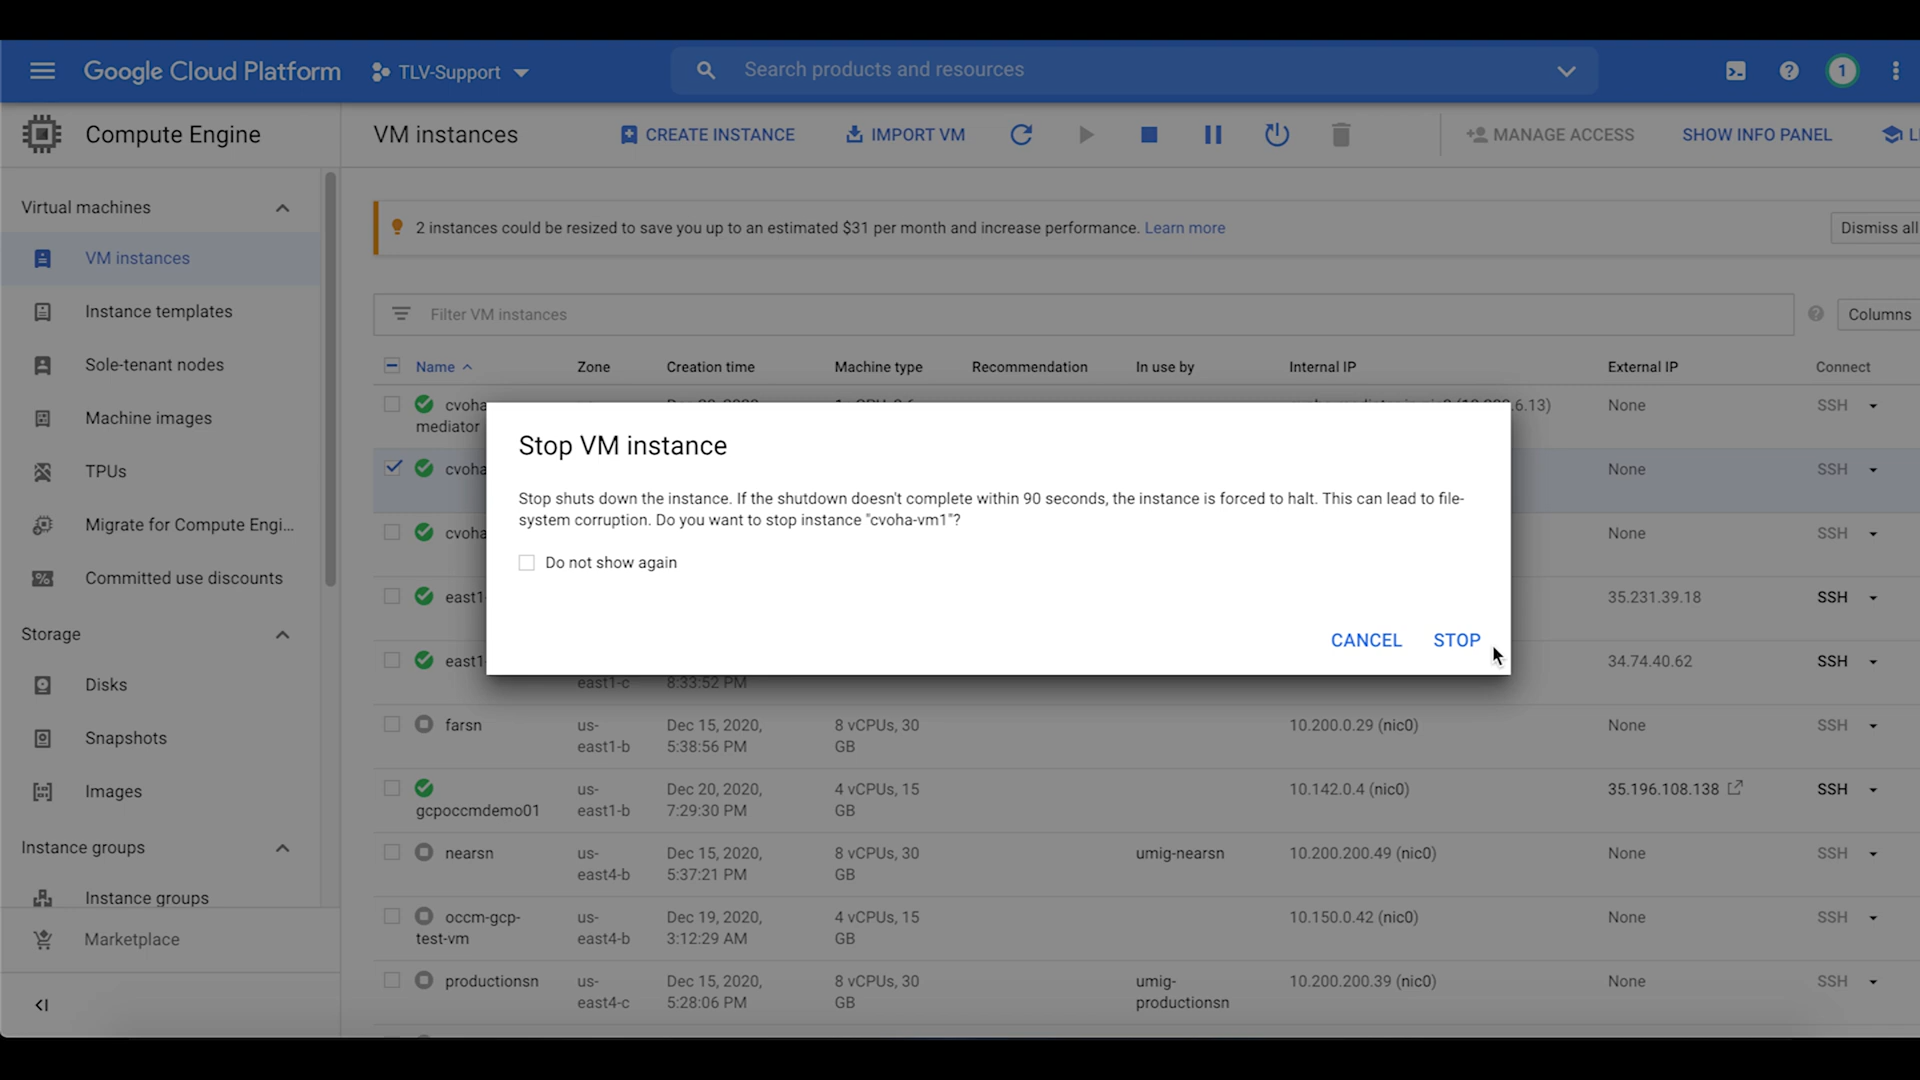 Google Cloud Platform
TLV-Support
Search products and resources
1
Compute Engine
VM instances
CREATE INSTANCE
IMPORT VM
MANAGE ACCESS
SHOW INFO PANEL
Virtual machines
VM instances
Instance templates
Sole-tenant nodes
Machine images
TPUs
Migrate for Compute Engi...
Committed use discounts
Storage
Disks
Snapshots
Images
Instance groups
Instance groups
Marketplace
2 instances could be resized to save you up to an estimated $31 per month and increase performance. Learn more
Dismiss all
Filter VM instances
Columns
Name Zone Creation time Machine type Recommendation In use by Internal IP External IP Connect
cvoha None SSH
mediator
cvoha None SSH
cvoha None SSH
east1 35.231.39.18 SSH
east1 34.74.40.62 SSH
east1-c 8:33:52 PM
Stop VM instance
Stop shuts down the instance. If the shutdown doesn't complete within 90 seconds, the instance is forced to halt. This can lead to file-
system corruption. Do you want to stop instance "cvoha-vm1"?
Do not show again
CANCEL STOP
farsn us- Dec 15, 2020, 8 vCPUs, 30 10.200.0.29 (nic0) None SSH
east1-b 5:38:56 PM GB
us- Dec 20, 2020, 4 vCPUs, 15 10.142.0.4 (nic0) 35.196.108.138 SSH
gcpoccmdemo01 east1-b 7:29:30 PM GB
nearsn us- Dec 15, 2020, 8 vCPUs, 30 umig-nearsn 10.200.200.49 (nic0) None SSH
east4-b 5:37:21 PM GB
occm-gcp- us- Dec 19, 2020, 4 vCPUs, 15 10.150.0.42 (nic0) None SSH
test-vm east4-b 3:12:29 AM GB
productionsn us- Dec 15, 2020, 8 vCPUs, 30 umig- 10.200.200.39 (nic0) None SSH
east4-c 5:28:06 PM GB productionsn